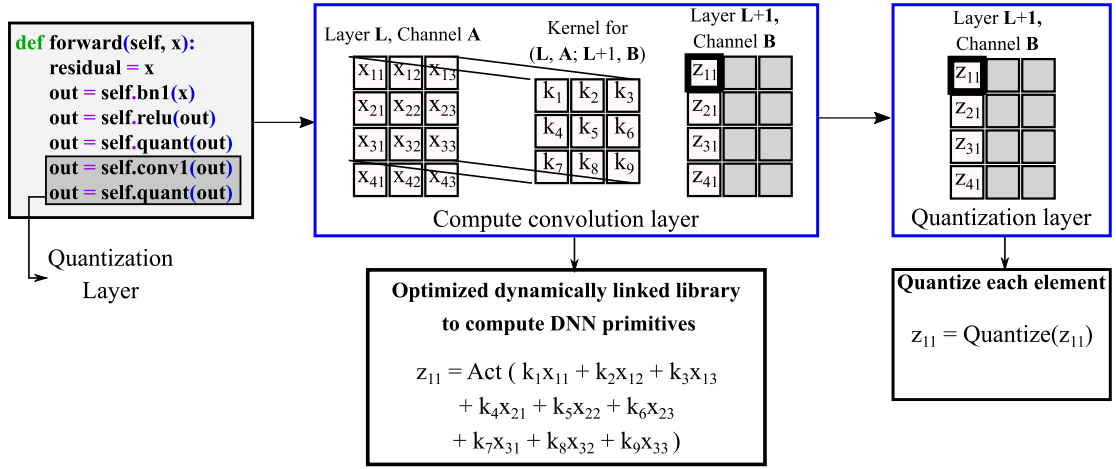 def forward(self, x):
residual = x
out = self.bn1(x)
out = self.relu(out)
out = self.quant(out)
out = self.conv1(out)
out = self.quant(out)
Quantization
Layer
Layer L, Channel A
x11 x12 x13
x21 x22 x23
x31 x32 x33
x41 x42 x43
Kernel for
(L, A; L+1, B)
k1 k2 k3
k4 k5 k6
k7 k8 k9
Layer L+1,
Channel B
z11
z21
z31
z41
Compute convolution layer
Layer L+1,
Channel B
z11
z21
z31
z41
Quantization layer
Optimized dynamically linked library
to compute DNN primitives
z11 = Act ( k1x11 + k2x12 + k3x13
+ k4x21 + k5x22 + k6x23
+ k7x31 + k8x32 + k9x33 )
Quantize each element
z11 = Quantize(z11)